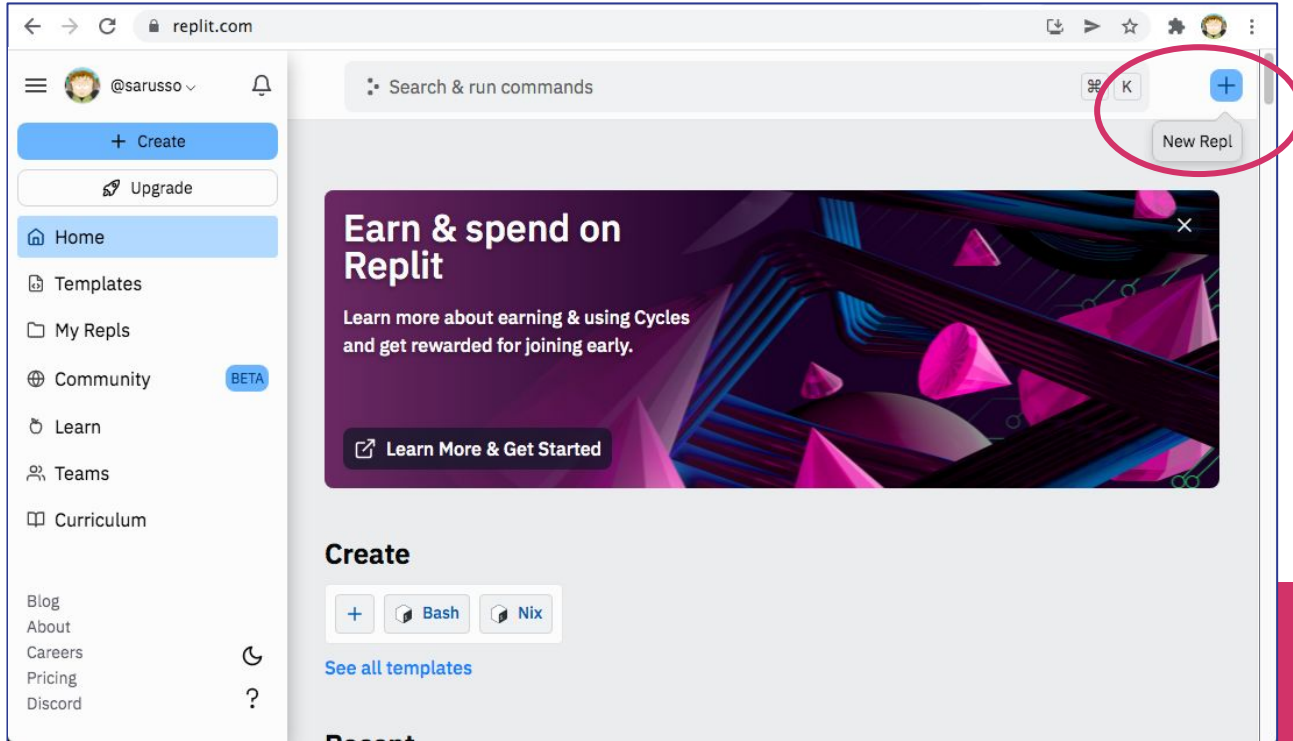 replit.com
@sarusso
Search & run commands
⌘ K
+
+ Create
New Repl
Upgrade
Home
Templates
My Repls
Community BETA
Learn
Teams
Curriculum
Blog
About
Careers
Pricing
Discord
?
Earn & spend on
Replit
Learn more about earning & using Cycles
and get rewarded for joining early.
Learn More & Get Started
Create
+ Bash Nix
See all templates
Recent